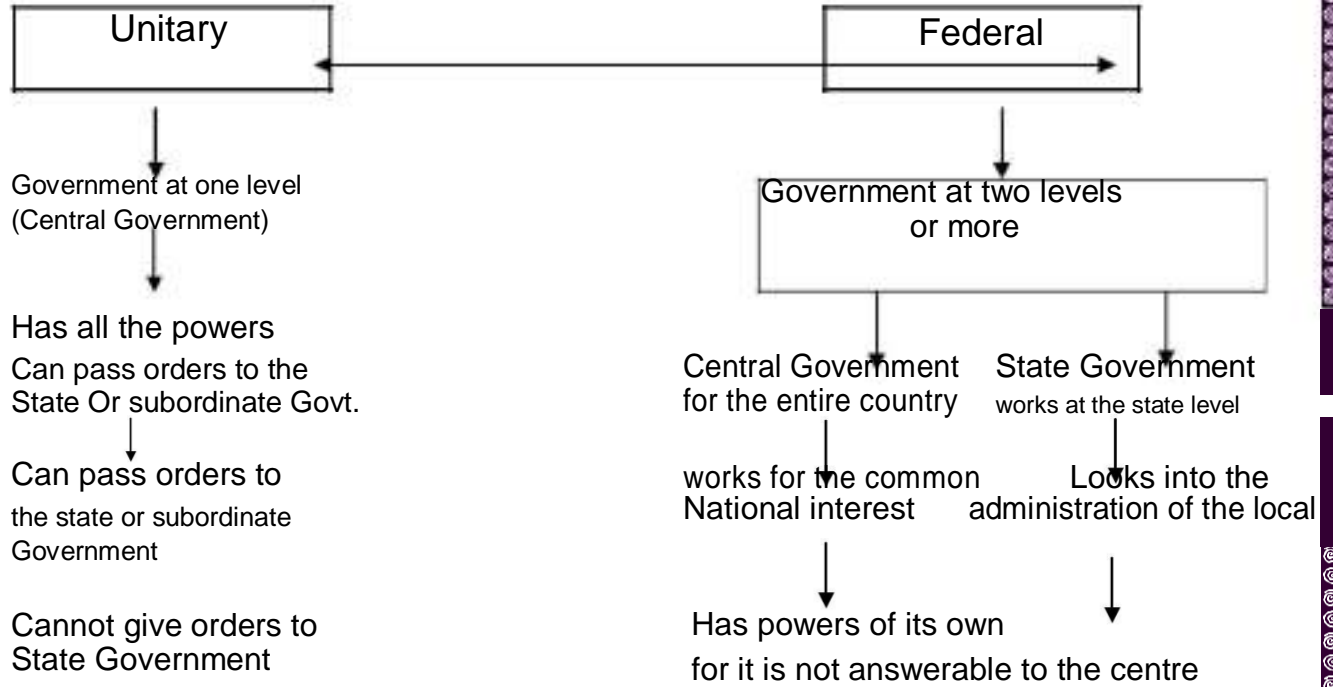 Unitary
Federal
Government at one level
(Central Government)
Has all the powers
Can pass orders to the
State Or subordinate Govt.
Can pass orders to
the state or subordinate
Government
Cannot give orders to
State Government
Government at two levels
or more
Central Government
for the entire country
works for the common
National interest
State Government
works at the state level
Looks into the
administration of the local
Has powers of its own
for it is not answerable to the centre